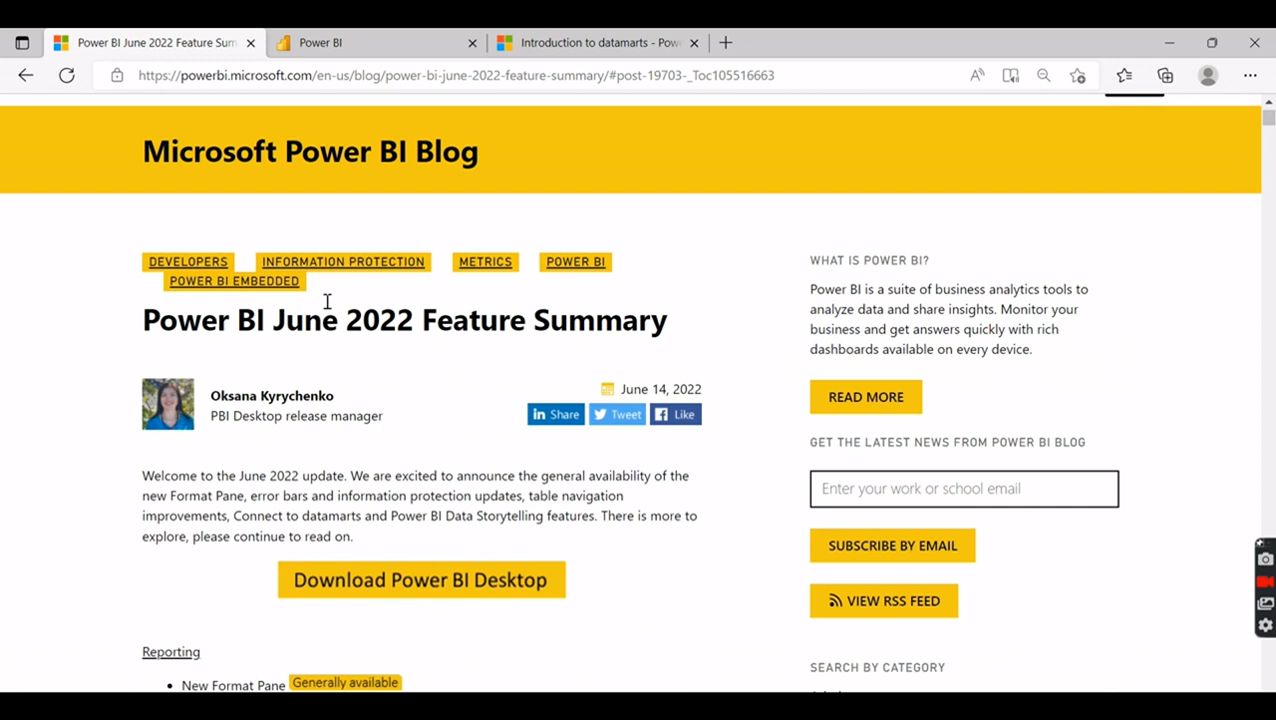 Power BI June 2022 Feature Sum
Power BI
Introduction to datamarts - Pow
https://powerbi.microsoft.com/en-us/blog/power-bi-june-2022-feature-summary/#post-19703-_Toc105516663
Microsoft Power BI Blog
DEVELOPERS INFORMATION PROTECTION METRICS POWER BI
POWER BI EMBEDDED
Power BI June 2022 Feature Summary
Oksana Kyrychenko
PBI Desktop release manager
June 14, 2022
in Share Tweet Like
Welcome to the June 2022 update. We are excited to announce the general availability of the
new Format Pane, error bars and information protection updates, table navigation
improvements, Connect to datamarts and Power BI Data Storytelling features. There is more to
explore, please continue to read on.
Download Power BI Desktop
Reporting
• New Format Pane Generally available
WHAT IS POWER BI?
Power BI is a suite of business analytics tools to
analyze data and share insights. Monitor your
business and get answers quickly with rich
dashboards available on every device.
READ MORE
GET THE LATEST NEWS FROM POWER BI BLOG
Enter your work or school email
SUBSCRIBE BY EMAIL
VIEW RSS FEED
SEARCH BY CATEGORY